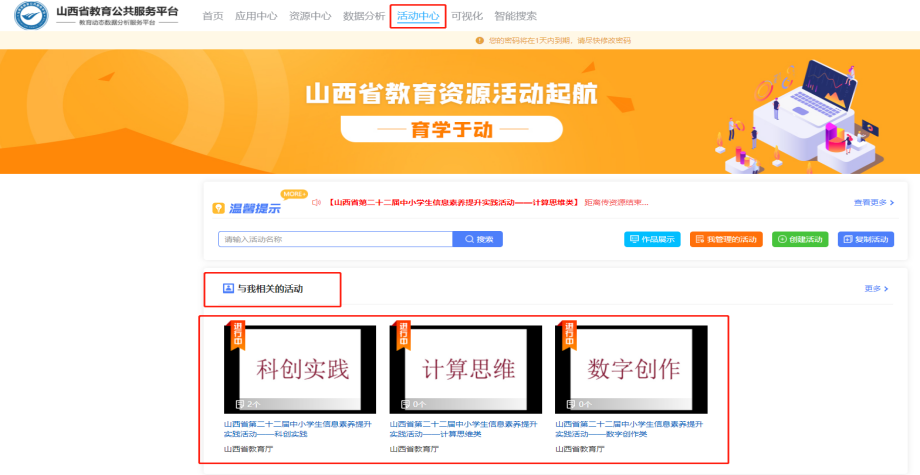 山西省教育公共服务平台
教育动态数据分析服务平台
首页 应用中心 资源中心 数据分析 活动中心 可视化 智能搜索
您的密码将在1天内到期，请尽快修改密码
山西省教育资源活动起航
育学于动
MORE+
温馨提示
【山西省第二十二届中小学生信息素养提升实践活动——计算思维类】 距离传资源结束...
查看更多 >
请输入活动名称
搜索
作品展示
我管理的活动
创建活动
复制活动
与我相关的活动
更多 >
进行中
科创实践
2个
山西省第二十二届中小学生信息素养提升
实践活动——科创实践
山西省教育厅
进行中
计算思维
0个
山西省第二十二届中小学生信息素养提升
实践活动——计算思维类
山西省教育厅
进行中
数字创作
0个
山西省第二十二届中小学生信息素养提升
实践活动——数字创作类
山西省教育厅